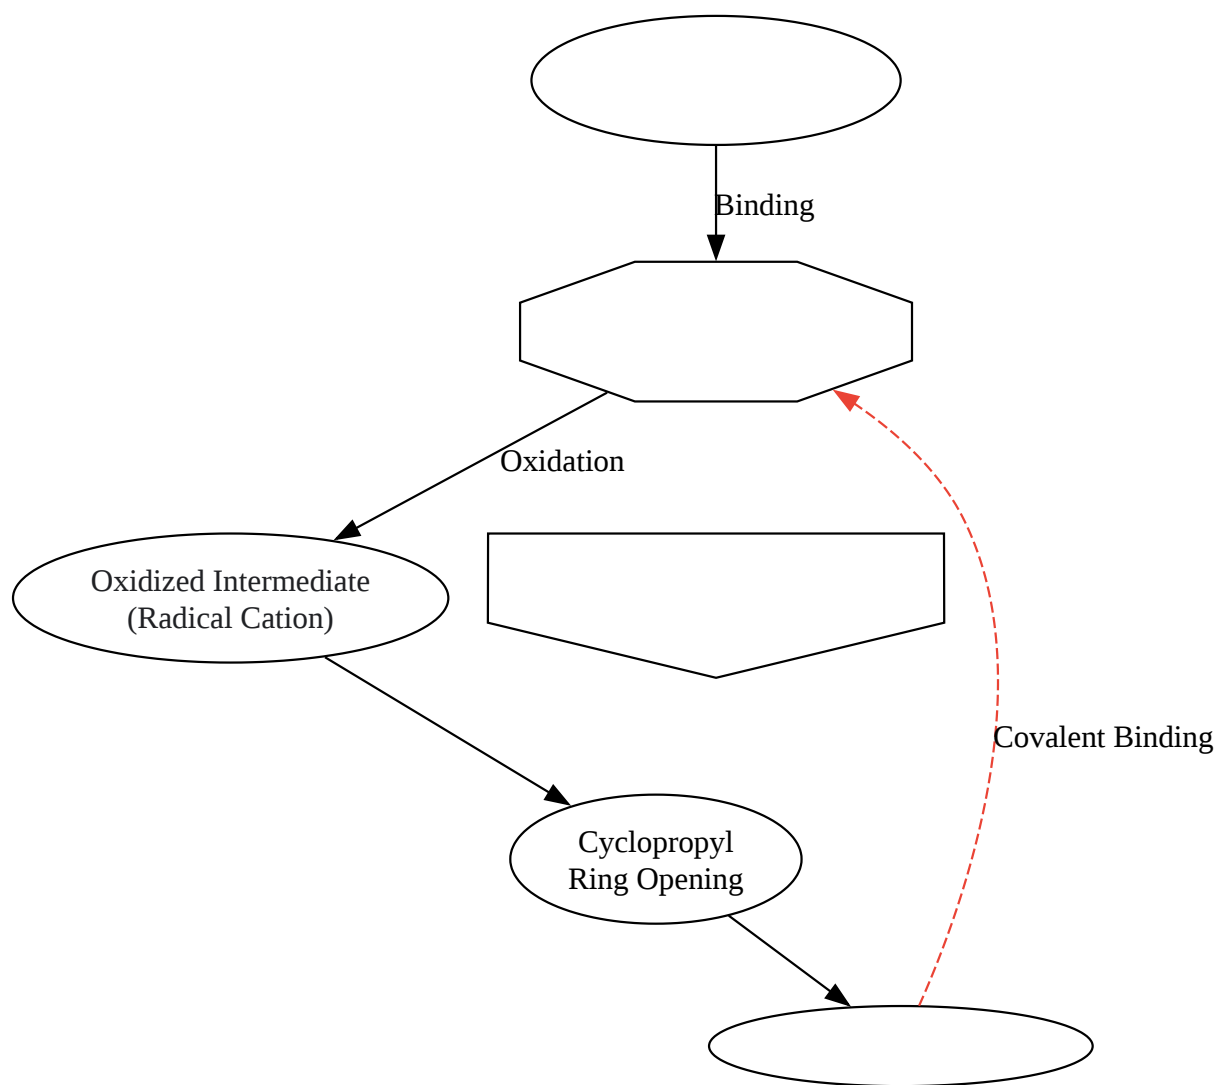 Binding
Oxidation
Oxidized Intermediate
(Radical Cation)
Covalent Binding
Cyclopropyl
Ring Opening